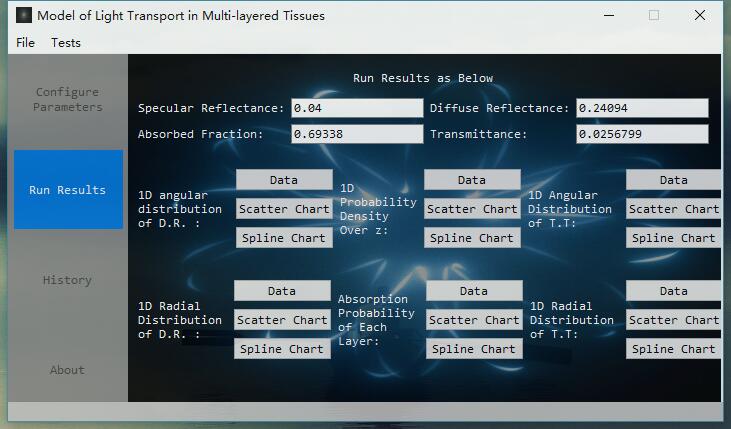 Model of Light Transport in Multi-layered Tissues
File Tests
Configure
Parameters
Run Results
History
About
Run Results as Below
Specular Reflectance: 0.04 Diffuse Reflectance: 0.24094
Absorbed Fraction: 0.69338 Transmittance: 0.0256799
1D angular
distribution
of D.R. :
Data
Scatter Chart
Spline Chart
1D
Probability
Density
Over z:
Data
Scatter Chart
Spline Chart
1D Angular
Distribution
of T.T:
Data
Scatter Chart
Spline Chart
1D Radial
Distribution
of D.R. :
Data
Scatter Chart
Spline Chart
Absorption
Probability
of Each
Layer:
Data
Scatter Chart
Spline Chart
1D Radial
Distribution
of T.T:
Data
Scatter Chart
Spline Chart